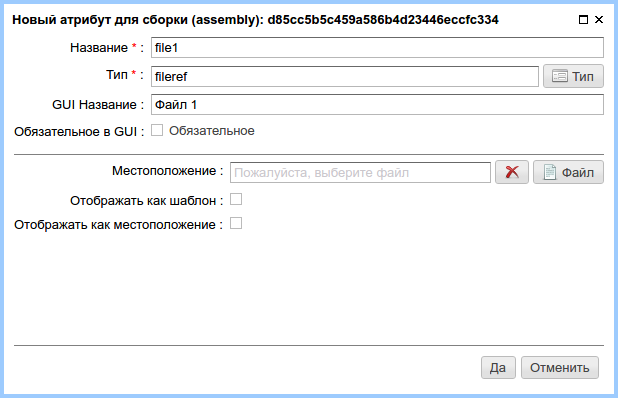 Новый атрибут для сборки (assembly): d85cc5b5c459a586b4d23446eccfc334
Название * : file1
Тип * : fileref Тип
GUI Название : Файл 1
Обязательное в GUI : Обязательное
Местоположение : Пожалуйста, выберите файл Файл
Отображать как шаблон :
Отображать как местоположение :
Да Отменить